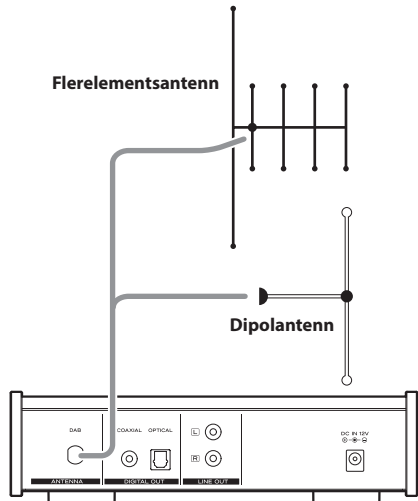 Flerelementsantenn
Dipolantenn
DAB
COAXIAL OPTICAL
L
R
DC IN 12V
ANTENNA
DIGITAL OUT
LINE OUT